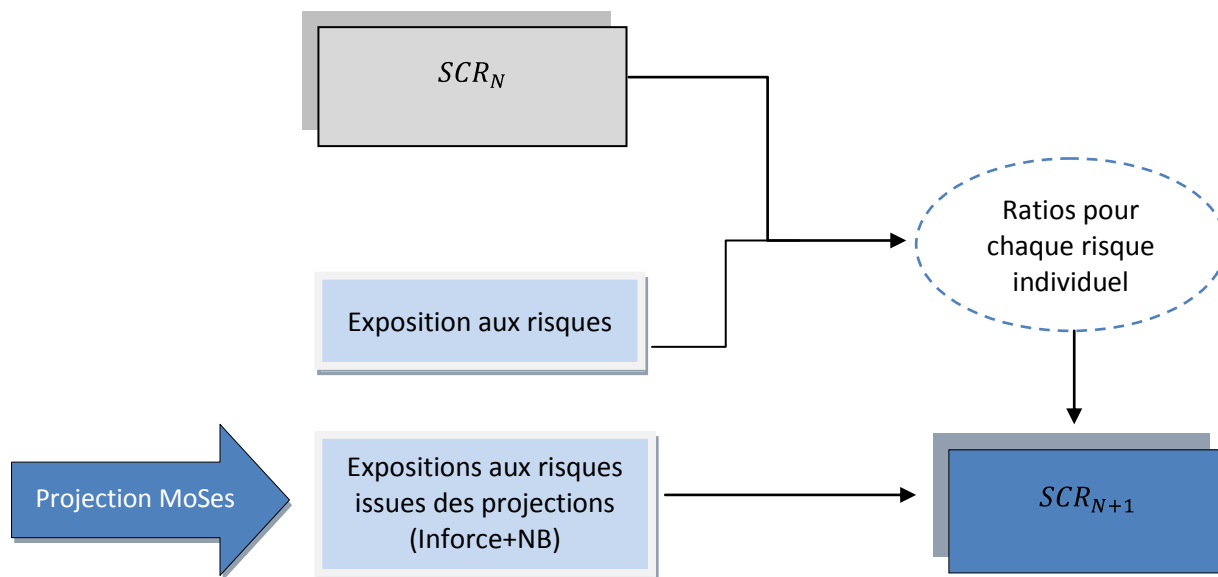 SCR_N
Ratios pour
chaque risque
individuel
Exposition aux risques
Projection MoSes
Expositions aux risques
issues des projections
(Inforce+NB)
SCR_{N+1}